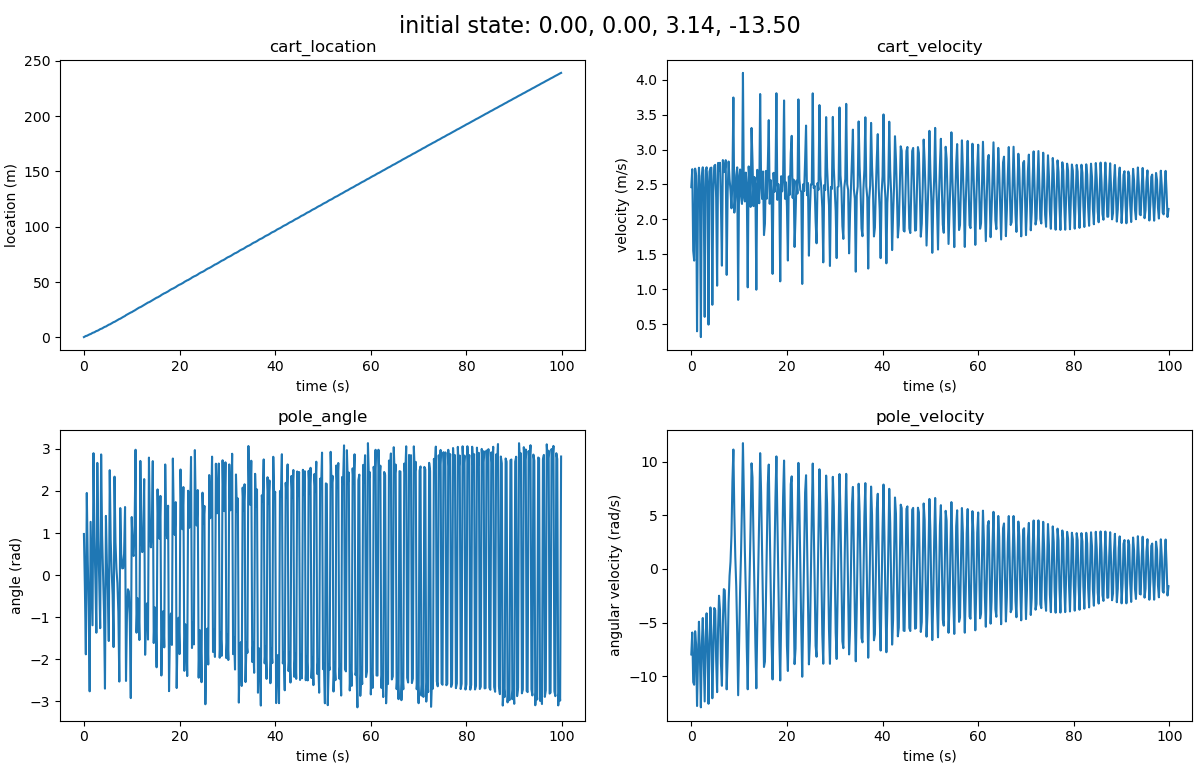 initial state: 0.00, 0.00, 3.14, -13.50
cart_location
location (m)
250
200
150
100
50
0
0 20 40 60 80 100
time (s)
cart_velocity
velocity (m/s)
4.0
3.5
3.0
2.5
2.0
1.5
1.0
0.5
0 20 40 60 80 100
time (s)
pole_angle
angle (rad)
3
2
1
0
−1
−2
−3
0 20 40 60 80 100
time (s)
pole_velocity
angular velocity (rad/s)
10
5
0
−5
−10
0 20 40 60 80 100
time (s)